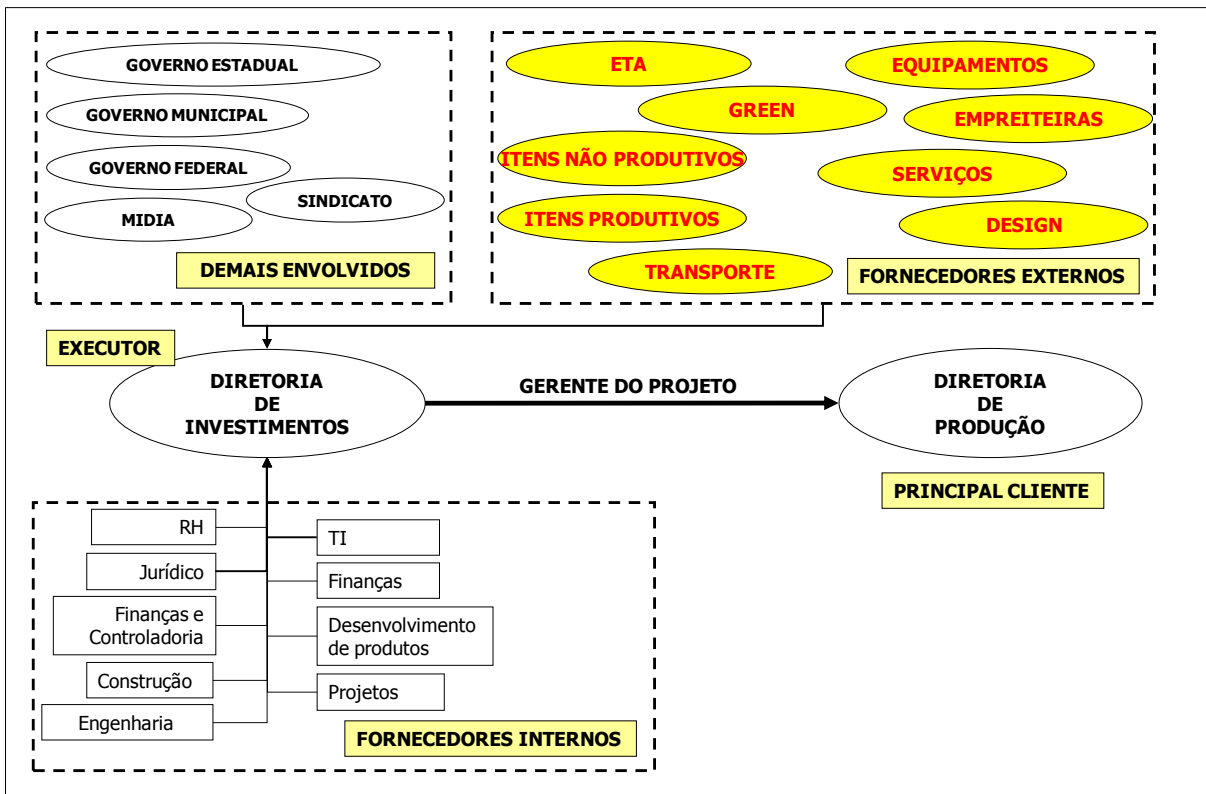 GOVERNO ESTADUAL
GOVERNO MUNICIPAL
GOVERNO FEDERAL
SINDICATO
MIDIA
DEMAIS ENVOLVIDOS
ETA
EQUIPAMENTOS
GREEN
EMPREITEIRAS
ITENS NÃO PRODUTIVOS
SERVIÇOS
ITENS PRODUTIVOS
DESIGN
TRANSPORTE
FORNECEDORES EXTERNOS
EXECUTOR
DIRETORIA
DE
INVESTIMENTOS
GERENTE DO PROJETO
DIRETORIA
DE
PRODUÇÃO
PRINCIPAL CLIENTE
RH
Jurídico
Finanças e
Controladoria
Construção
Engenharia
TI
Finanças
Desenvolvimento
de produtos
Projetos
FORNECEDORES INTERNOS